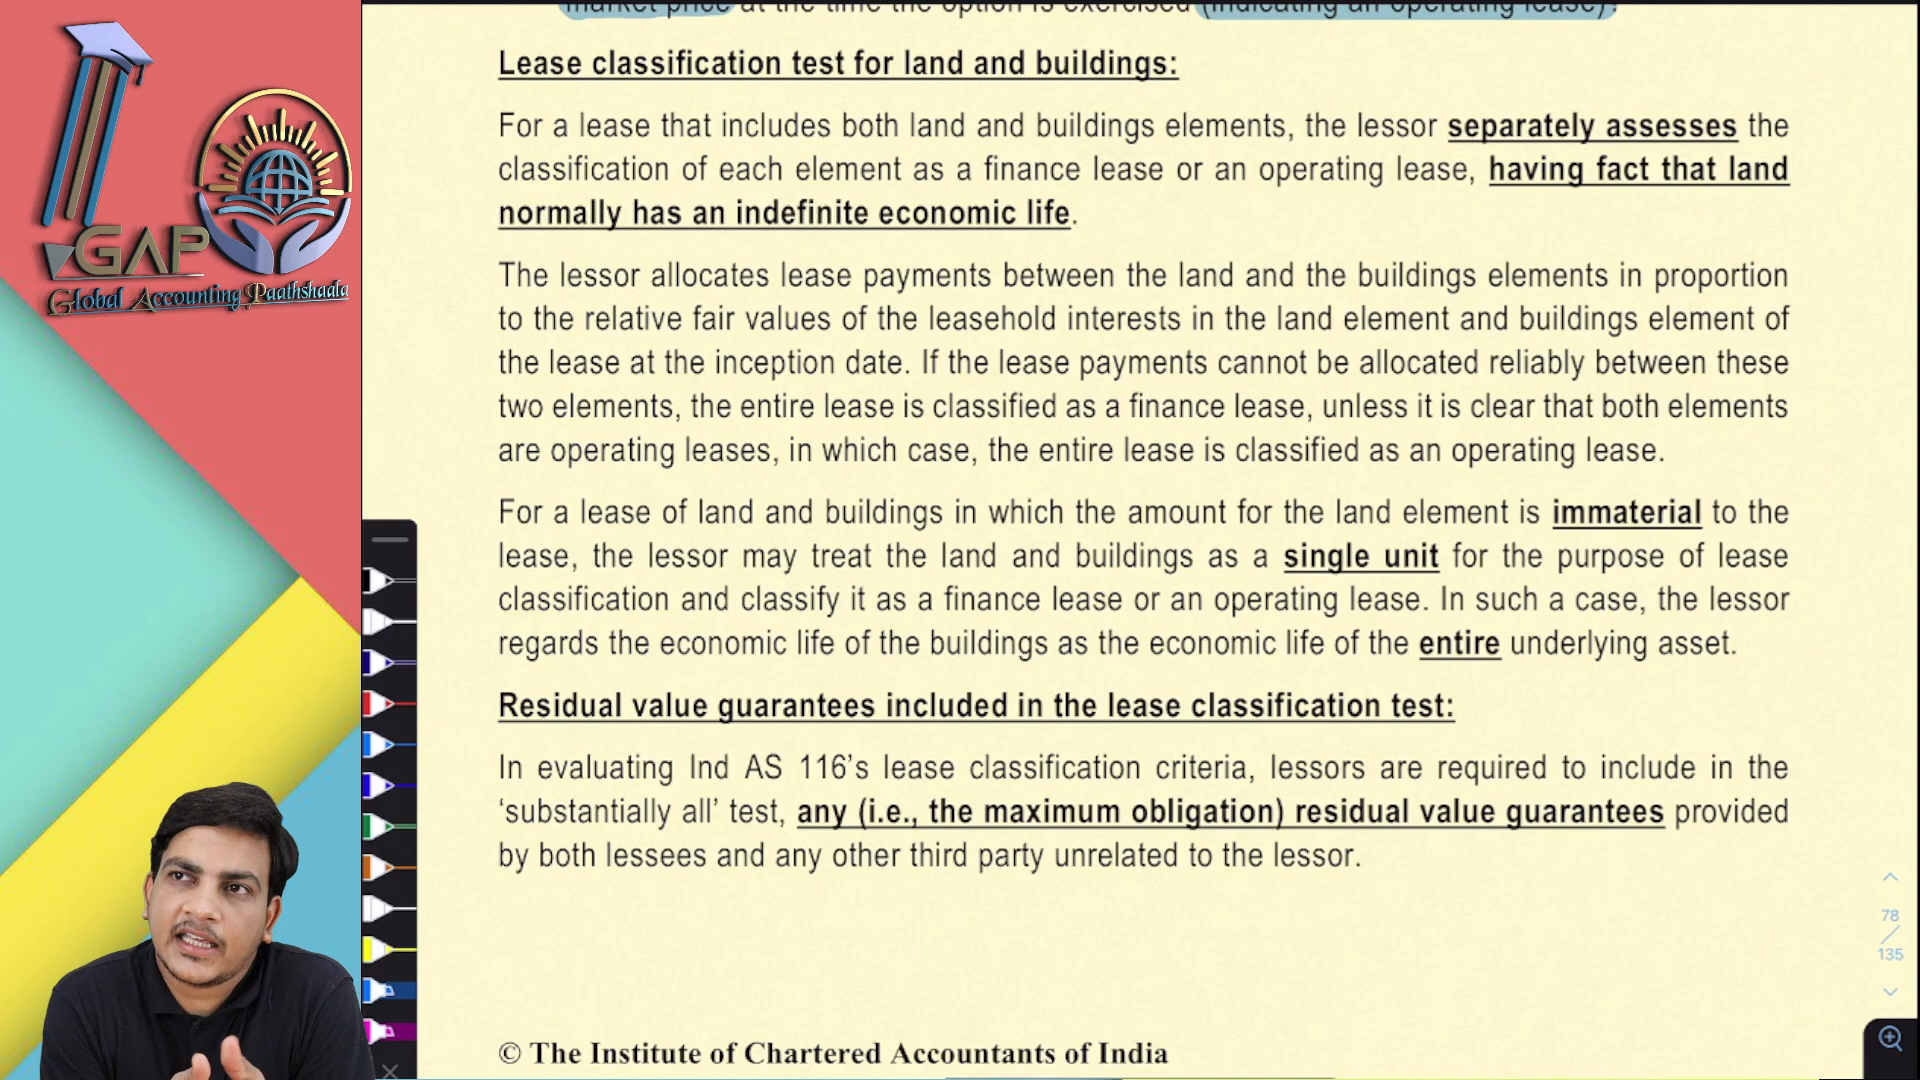 market price at the time the option is exercised (indicating an operating lease).
Lease classification test for land and buildings:
For a lease that includes both land and buildings elements, the lessor separately assesses the
classification of each element as a finance lease or an operating lease, having fact that land
normally has an indefinite economic life.
The lessor allocates lease payments between the land and the buildings elements in proportion
to the relative fair values of the leasehold interests in the land element and buildings element of
the lease at the inception date. If the lease payments cannot be allocated reliably between these
two elements, the entire lease is classified as a finance lease, unless it is clear that both elements
are operating leases, in which case, the entire lease is classified as an operating lease.
For a lease of land and buildings in which the amount for the land element is immaterial to the
lease, the lessor may treat the land and buildings as a single unit for the purpose of lease
classification and classify it as a finance lease or an operating lease. In such a case, the lessor
regards the economic life of the buildings as the economic life of the entire underlying asset.
Residual value guarantees included in the lease classification test:
In evaluating Ind AS 116’s lease classification criteria, lessors are required to include in the
‘substantially all’ test, any (i.e., the maximum obligation) residual value guarantees provided
by both lessees and any other third party unrelated to the lessor.
© The Institute of Chartered Accountants of India
GAP
Global Accounting Paathshaala
78
/
135